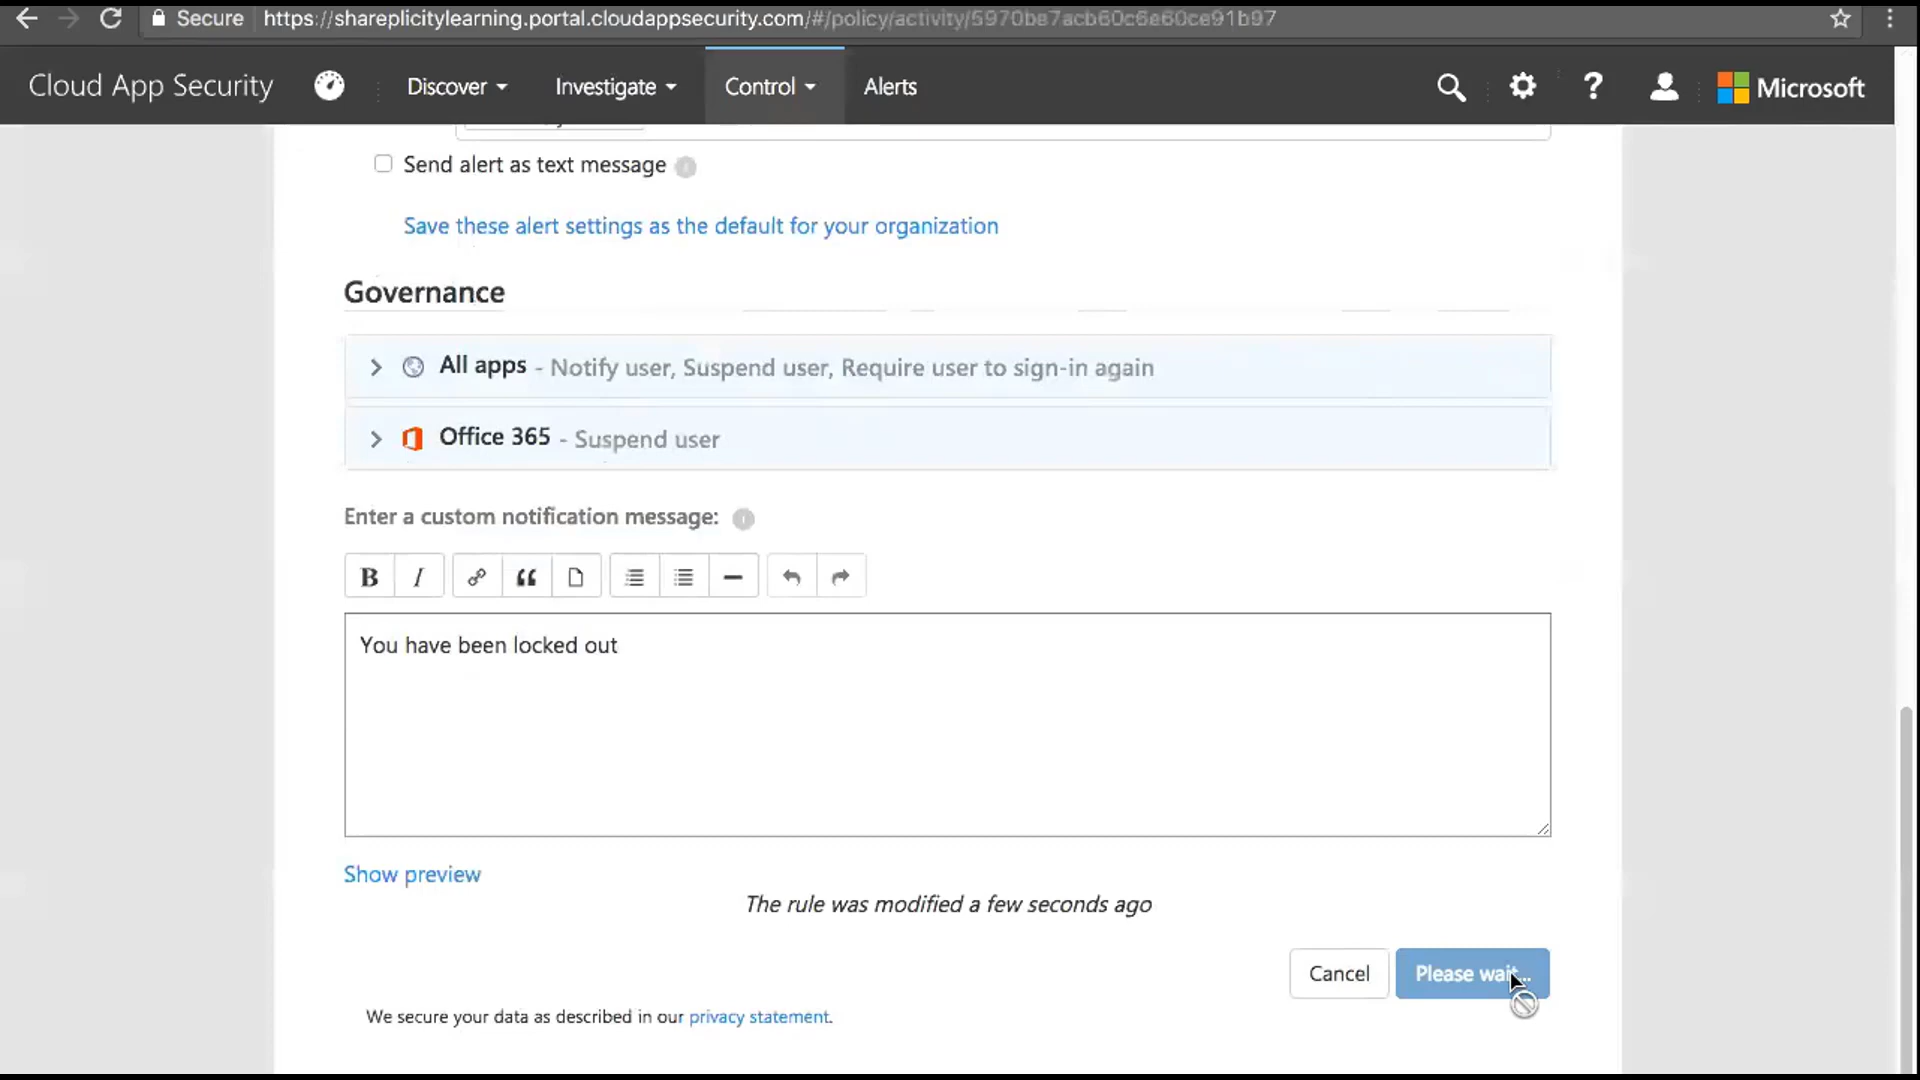 Secure https://shareplicitylearning.portal.cloudappsecurity.com/#/policy/activity/5970be7acb60c6e60ce91b97
Cloud App Security Discover Investigate Control Alerts ? Microsoft
Send alert as text message
Save these alert settings as the default for your organization
Governance
All apps - Notify user, Suspend user, Require user to sign-in again
Office 365 - Suspend user
Enter a custom notification message:
B I
You have been locked out
Show preview
The rule was modified a few seconds ago
Cancel Please wait...
We secure your data as described in our privacy statement.